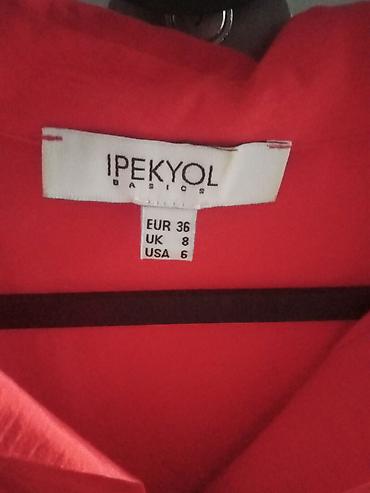 IPEKYOL
BASICS
EUR 36
UK 8
USA 6